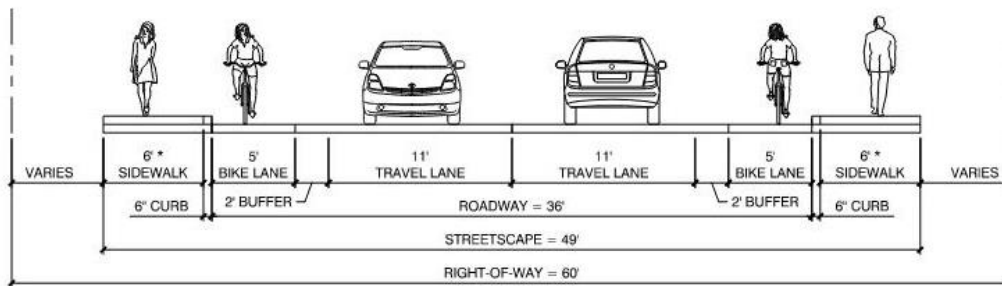 6' * 5' 11' 11' 5' 6' *
VARIES SIDEWALK BIKE LANE TRAVEL LANE TRAVEL LANE BIKE LANE SIDEWALK VARIES
6" CURB 2' BUFFER ROADWAY = 36' 2' BUFFER 6" CURB
STREETSCAPE = 49'
RIGHT-OF-WAY = 60'